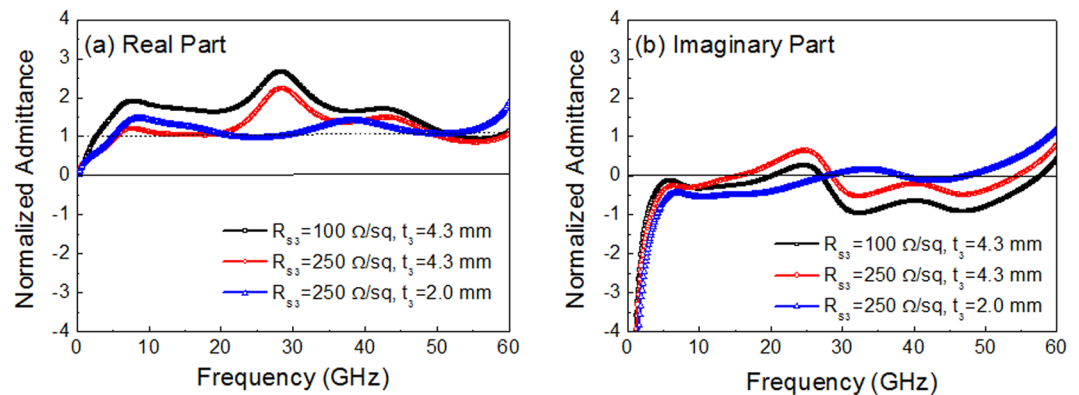 (a) Real Part
Normalized Admittance
4
3
2
1
0
-1
-2
-3
-4
Rs3=100 Ω/sq, t3=4.3 mm
Rs3=250 Ω/sq, t3=4.3 mm
Rs3=250 Ω/sq, t3=2.0 mm
0 10 20 30 40 50 60
Frequency (GHz)
(b) Imaginary Part
Normalized Admittance
4
3
2
1
0
-1
-2
-3
-4
Rs3=100 Ω/sq, t3=4.3 mm
Rs3=250 Ω/sq, t3=4.3 mm
Rs3=250 Ω/sq, t3=2.0 mm
0 10 20 30 40 50 60
Frequency (GHz)